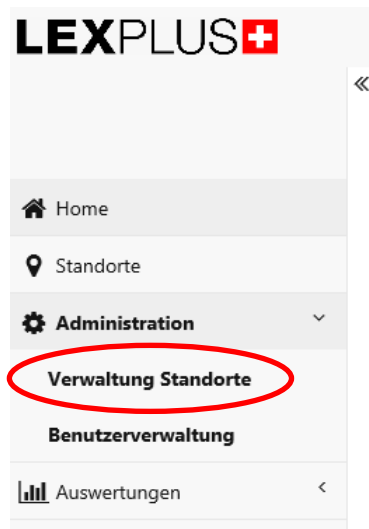 LEXPLUS
Home
Standorte
Administration
Verwaltung Standorte
Benutzerverwaltung
Auswertungen